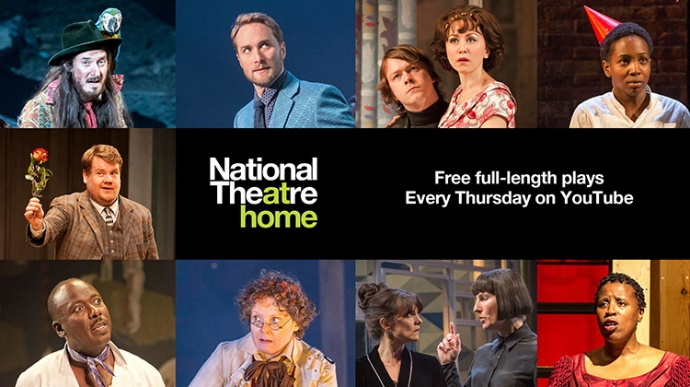 National
Theatre
home
Free full-length plays
Every Thursday on YouTube